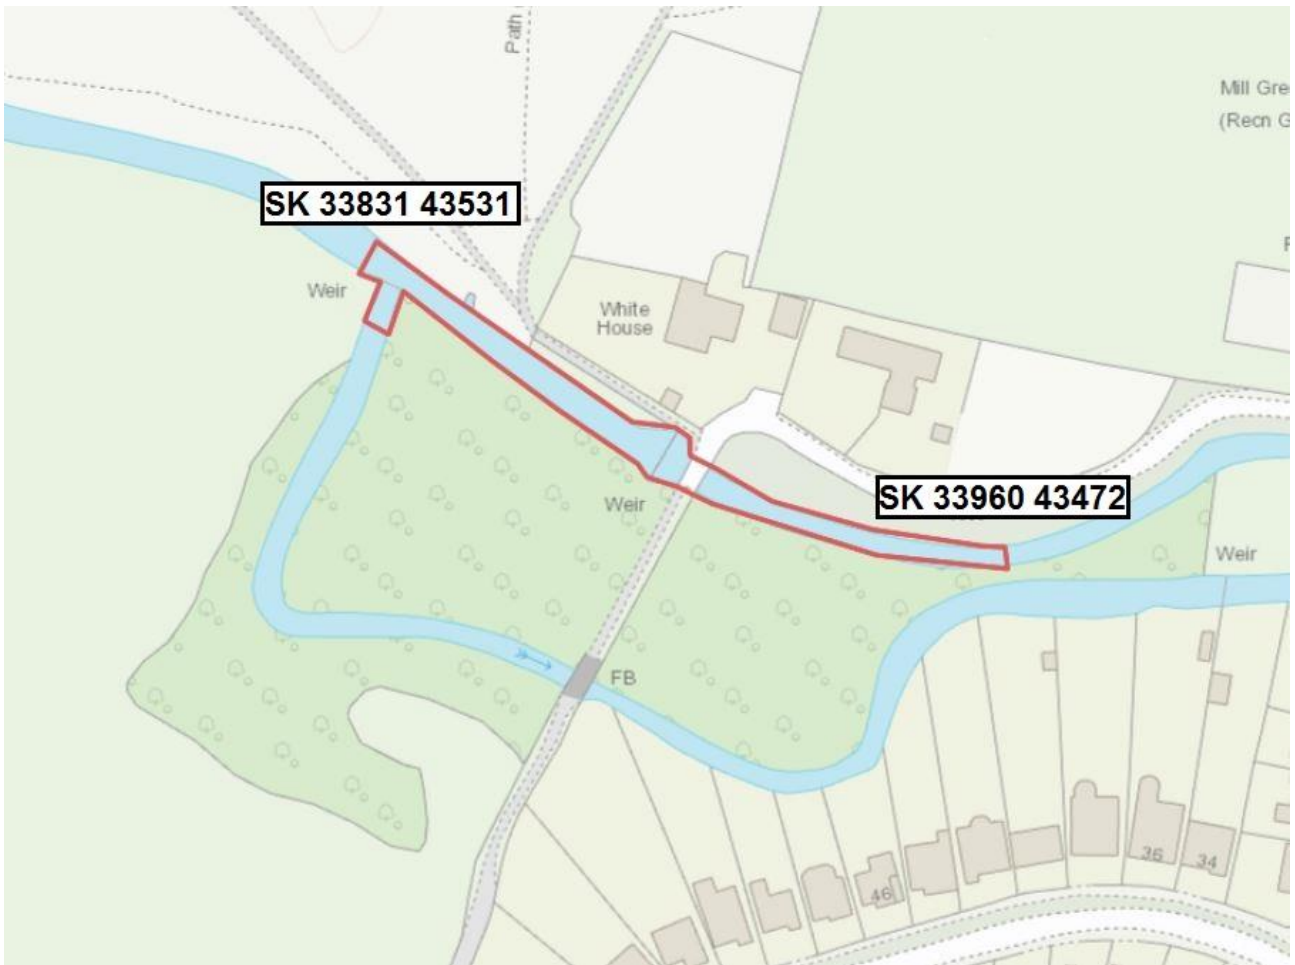 Path
Mill Gre
(Recn G
SK 33831 43531
Weir
White
House
Weir
SK 33960 43472
Weir
FB
46
36
34